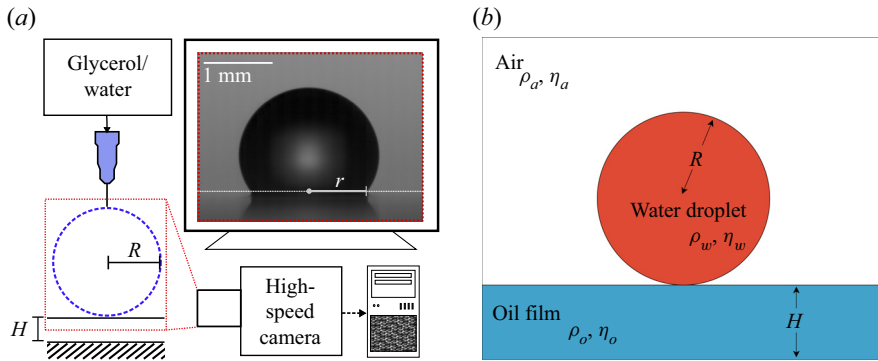 (a)
Glycerol/
water
1 mm
r
R
H
High-
speed
camera
(b)
Air
ρa, ηa
R
Water droplet
ρw, ηw
Oil film
ρo, ηo
H